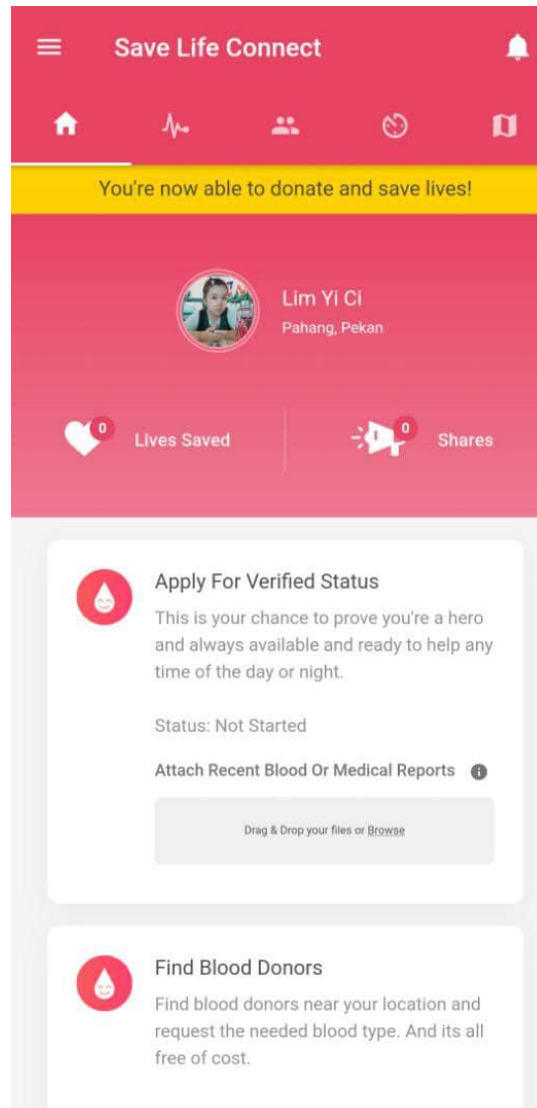 Save Life Connect
You're now able to donate and save lives!
Lim Yi Ci
Pahang, Pekan
0
Lives Saved
0
Shares
Apply For Verified Status
This is your chance to prove you're a hero
and always available and ready to help any
time of the day or night.
Status: Not Started
Attach Recent Blood Or Medical Reports
Drag & Drop your files or Browse
Find Blood Donors
Find blood donors near your location and
request the needed blood type. And its all
free of cost.